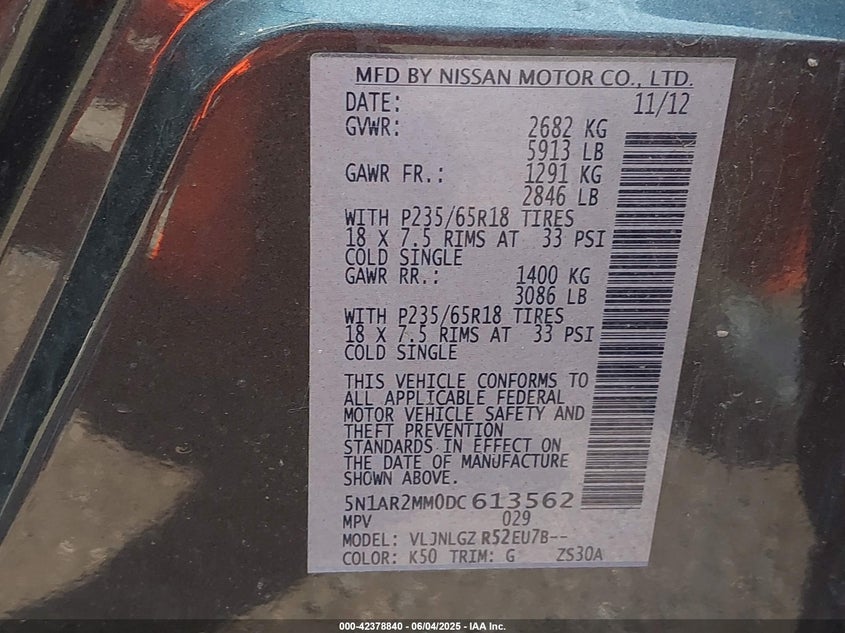 MFD BY NISSAN MOTOR CO., LTD.
DATE: 11/12
GVWR: 2682 KG
5913 LB
GAWR FR.: 1291 KG
2846 LB
WITH P235/65R18 TIRES
18 X 7.5 RIMS AT 33 PSI
COLD SINGLE
GAWR RR.: 1400 KG
3086 LB
WITH P235/65R18 TIRES
18 X 7.5 RIMS AT 33 PSI
COLD SINGLE
THIS VEHICLE CONFORMS TO
ALL APPLICABLE FEDERAL
MOTOR VEHICLE SAFETY AND
THEFT PREVENTION
STANDARDS IN EFFECT ON
THE DATE OF MANUFACTURE
SHOWN ABOVE.
5N1AR2MM0DC613562
MPV 029
MODEL: VLJNLGZ R52EU7B--
COLOR: K50 TRIM: G ZS30A
000-42378840 - 06/04/2025 - IAA Inc.